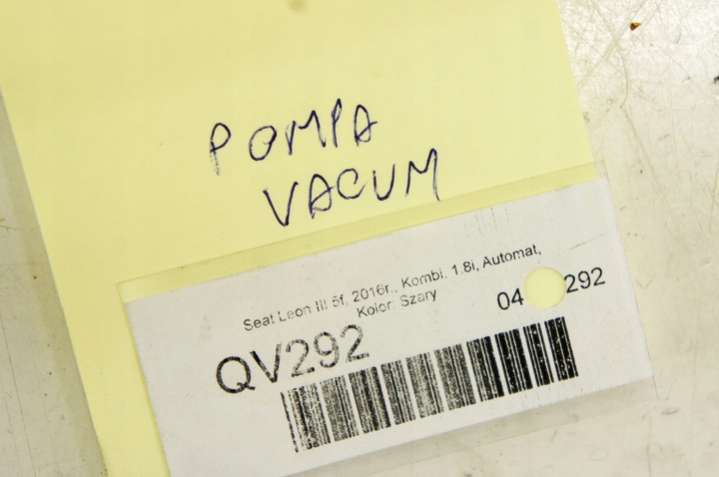 POMPA
VACUM
Seat Leon III 5f, 2016r., Kombi, 1.8i, Automat,
Kolor: Szary
04 292
QV292